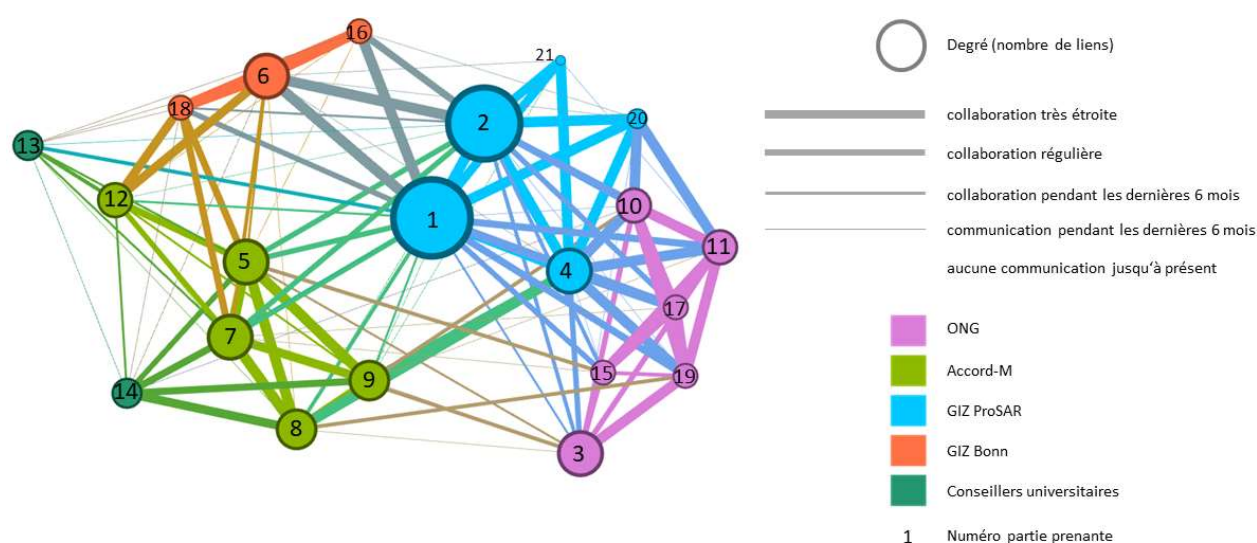 16
21
6
2
20
18
13
12
10
1
11
5
4
17
7
15
19
14
9
8
3
Degré (nombre de liens)
collaboration très étroite
collaboration régulière
collaboration pendant les dernières 6 mois
communication pendant les dernières 6 mois
aucune communication jusqu‘à présent
ONG
Accord-M
GIZ ProSAR
GIZ Bonn
Conseillers universitaires
1 Numéro partie prenante